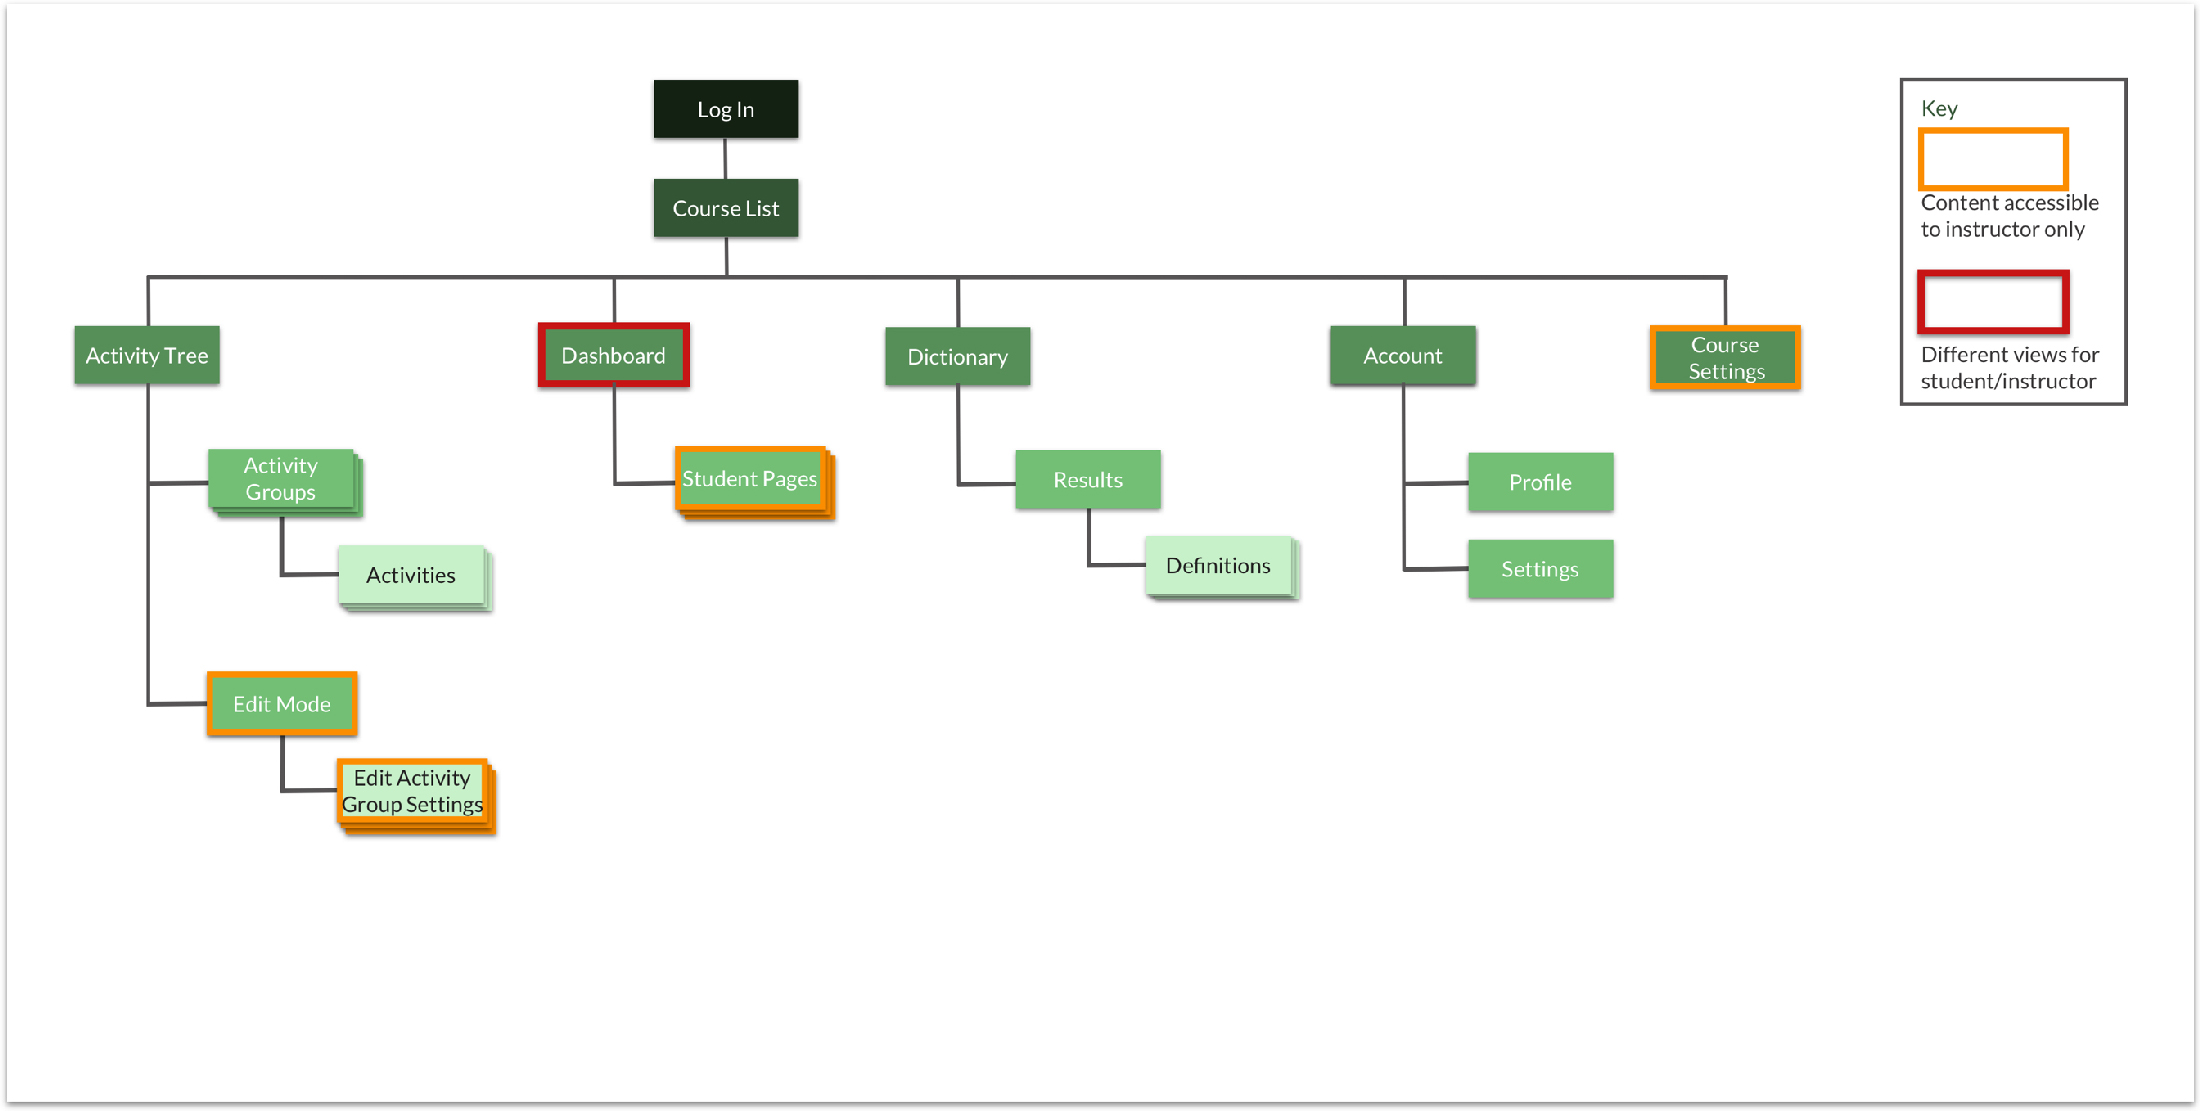 Log In
Key
Course List
Content accessible
to instructor only
Activity Tree
Dashboard
Dictionary
Account
Course
Settings
Different views for
student/instructor
Activity
Groups
Student Pages
Results
Profile
Activities
Definitions
Settings
Edit Mode
Edit Activity
Group Settings